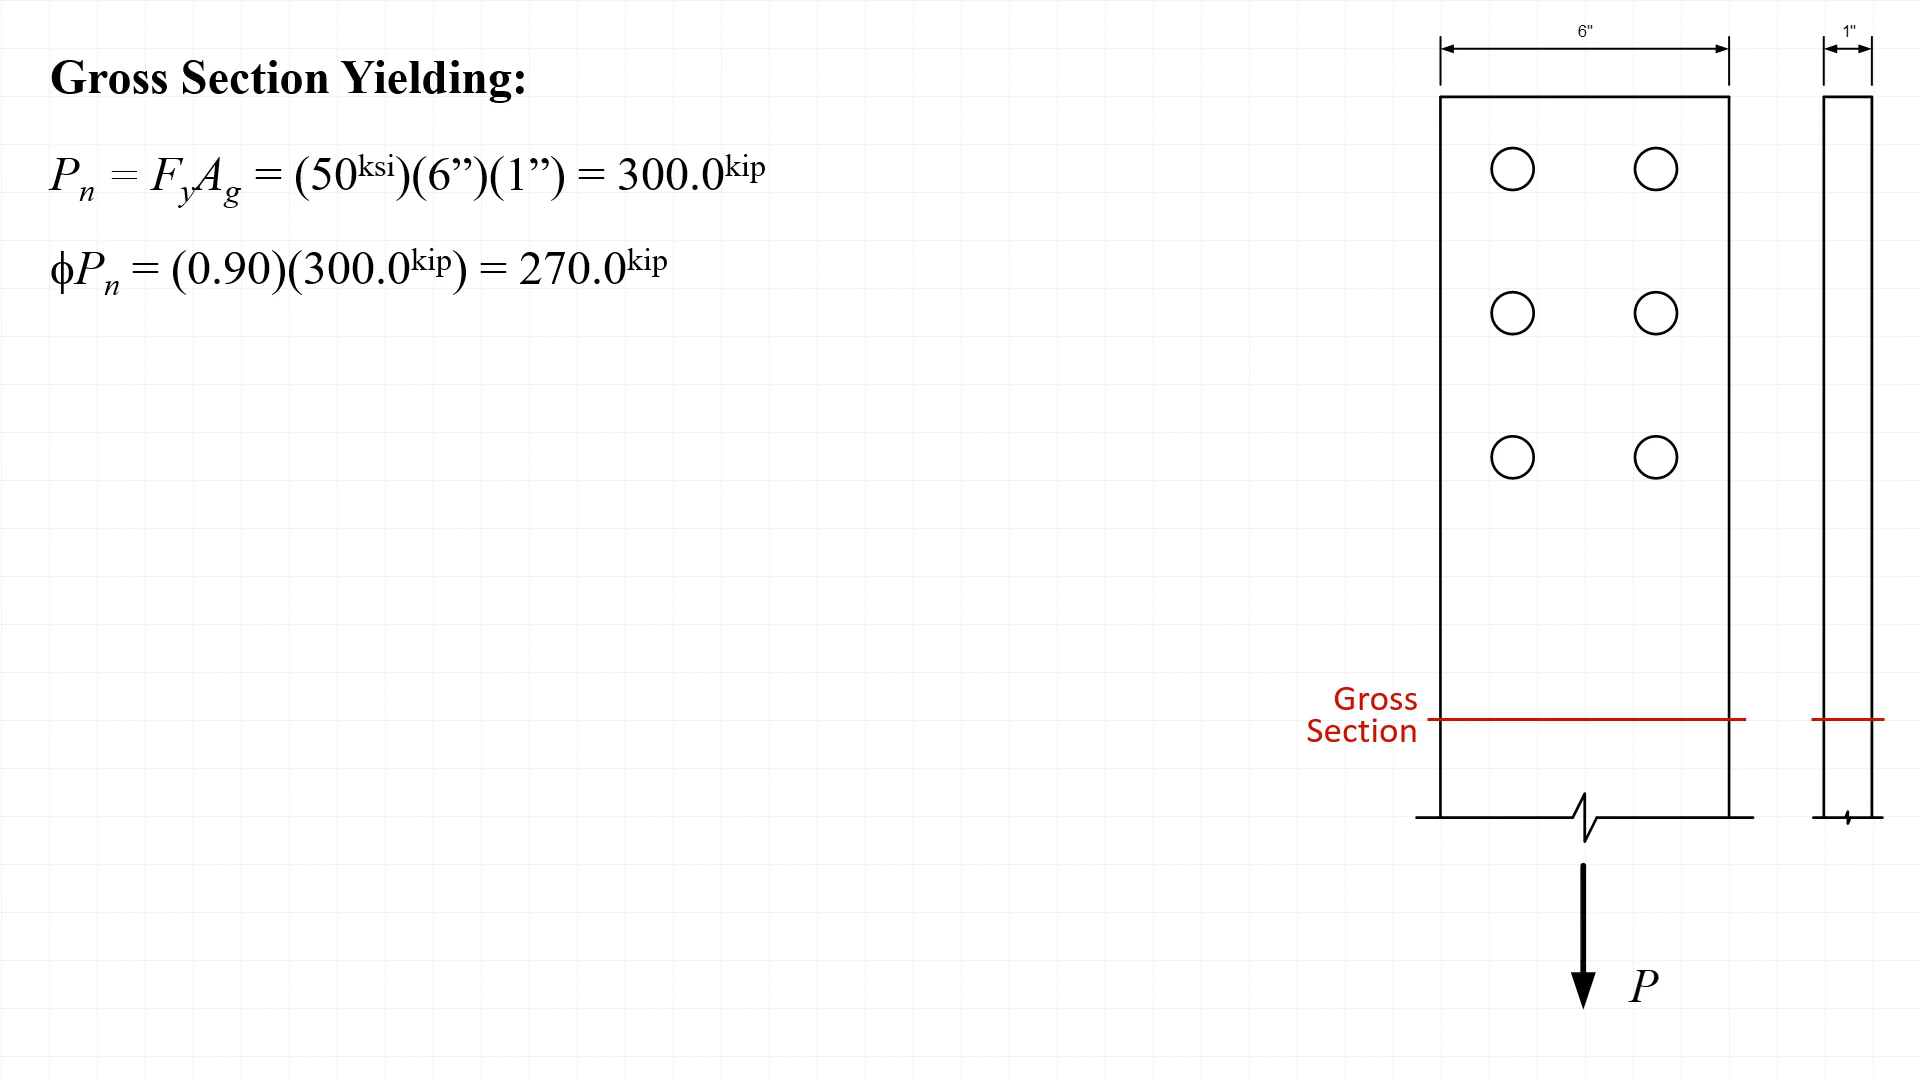 6"
1"
Gross Section Yielding:
Pₙ = F_yA_g = (50ᵏˢⁱ)(6”)(1”) = 300.0ᵏⁱᵖ
ϕPₙ = (0.90)(300.0ᵏⁱᵖ) = 270.0ᵏⁱᵖ
Gross
Section
P